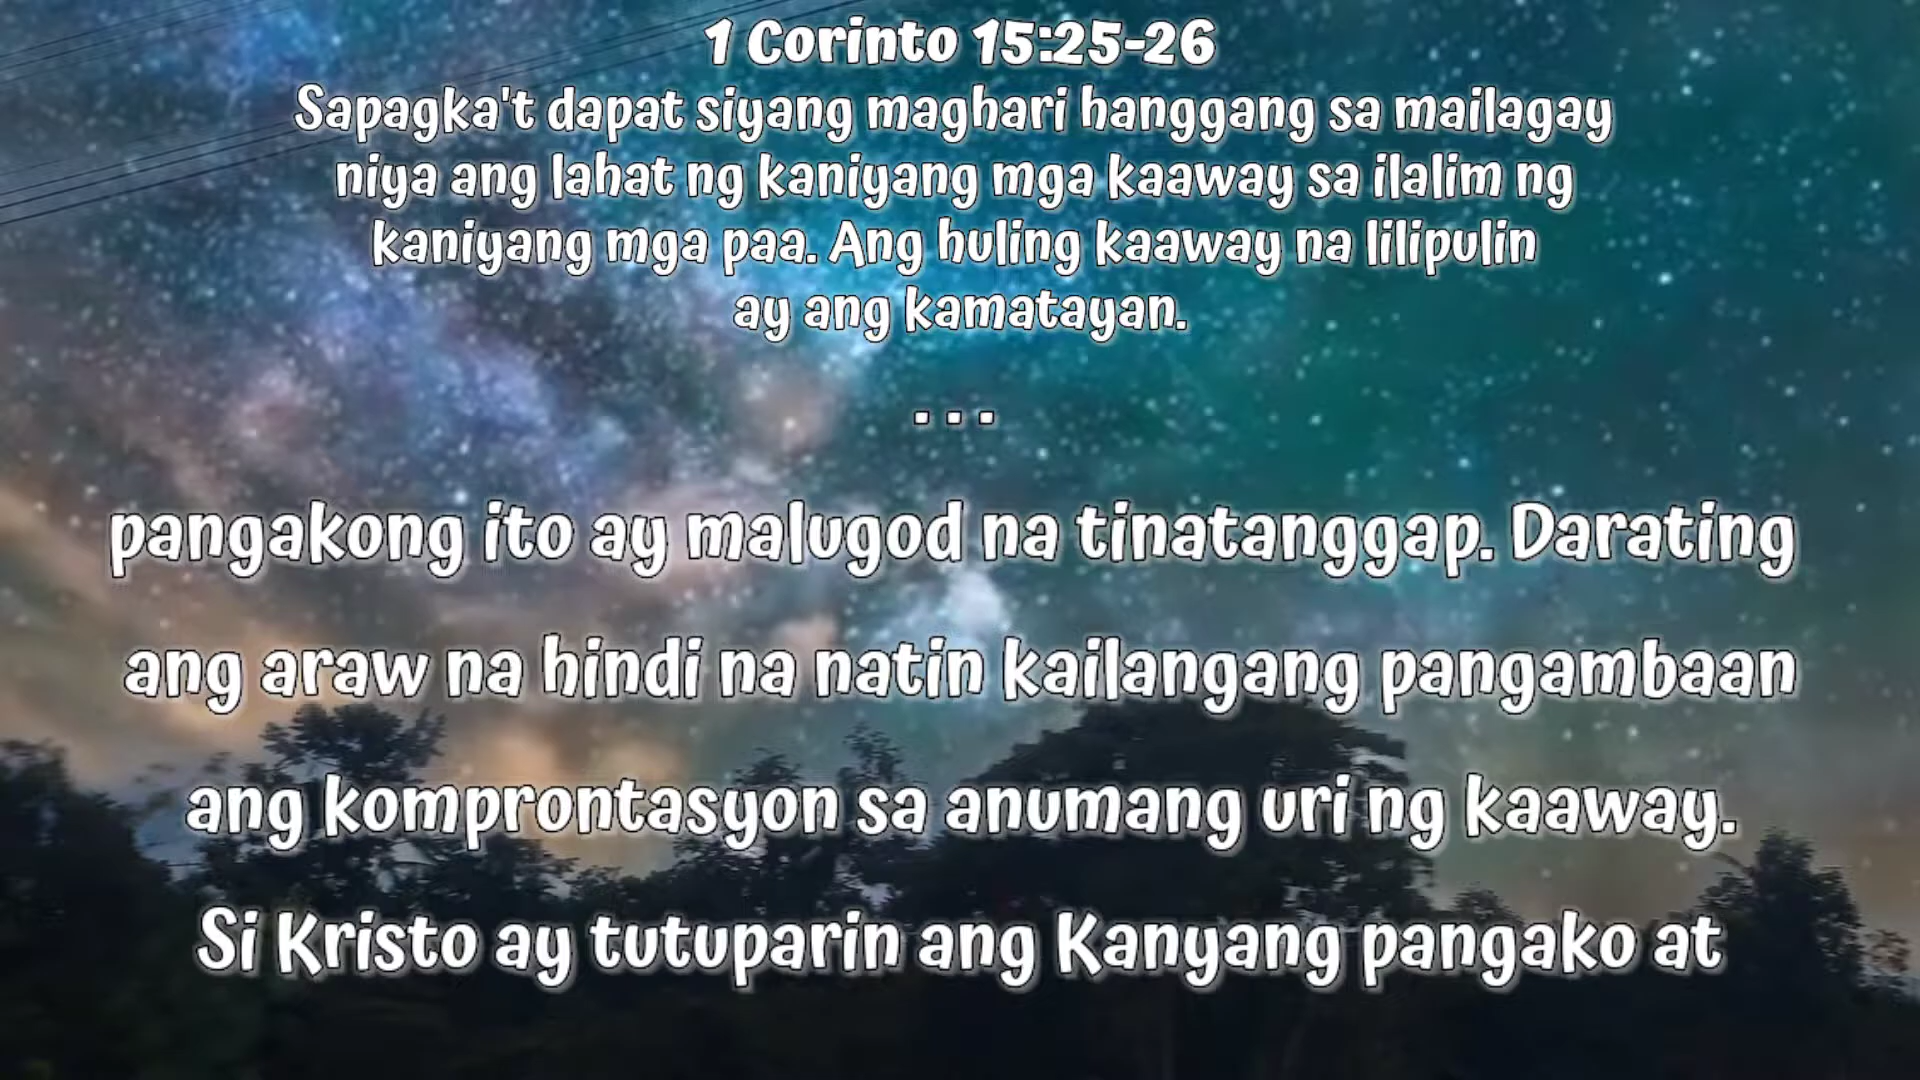 1 Corinto 15:25-26
Sapagka't dapat siyang maghari hanggang sa mailagay
niya ang lahat ng kaniyang mga kaaway sa ilalim ng
kaniyang mga paa. Ang huling kaaway na lilipulin
ay ang kamatayan.
...
pangakong ito ay malugod na tinatanggap. Darating
ang araw na hindi na natin kailangang pangambaan
ang komprontasyon sa anumang uri ng kaaway.
Si Kristo ay tutuparin ang Kanyang pangako at